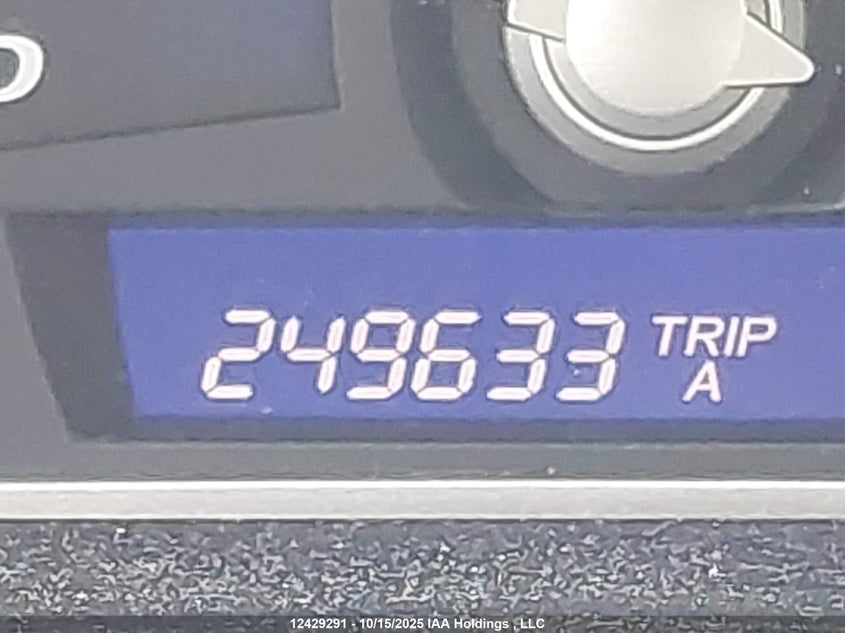 249633 TRIP
A
12429291 - 10/15/2025 IAA Holdings , LLC